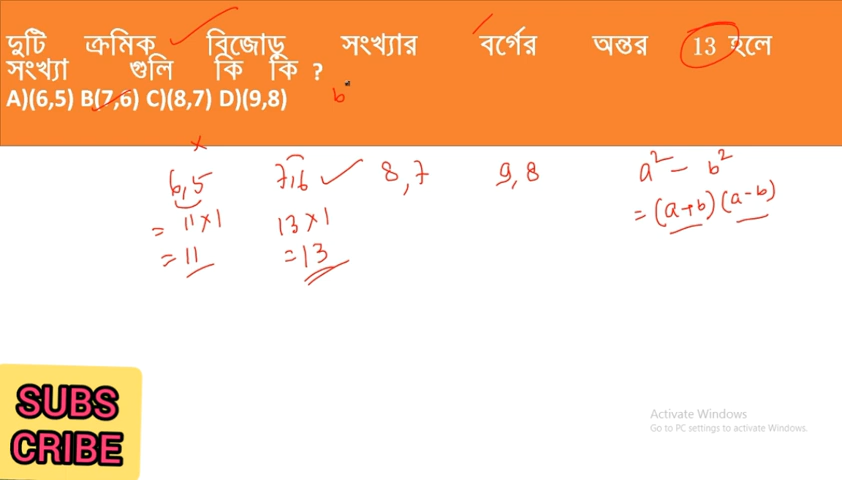 দুটি ক্রমিক বিজোড় সংখ্যার বর্গের অন্তর 13 হলে
সংখ্যা গুলি কি কি ?
A)(6,5) B(7,6) C)(8,7) D)(9,8)
b
6,5 7,6 8,7 9,8 a² - b²
= 11 × 1 13 × 1 = (a+b)(a-b)
= 11 = 13
SUBS
CRIBE
Activate Windows
Go to PC settings to activate Windows.